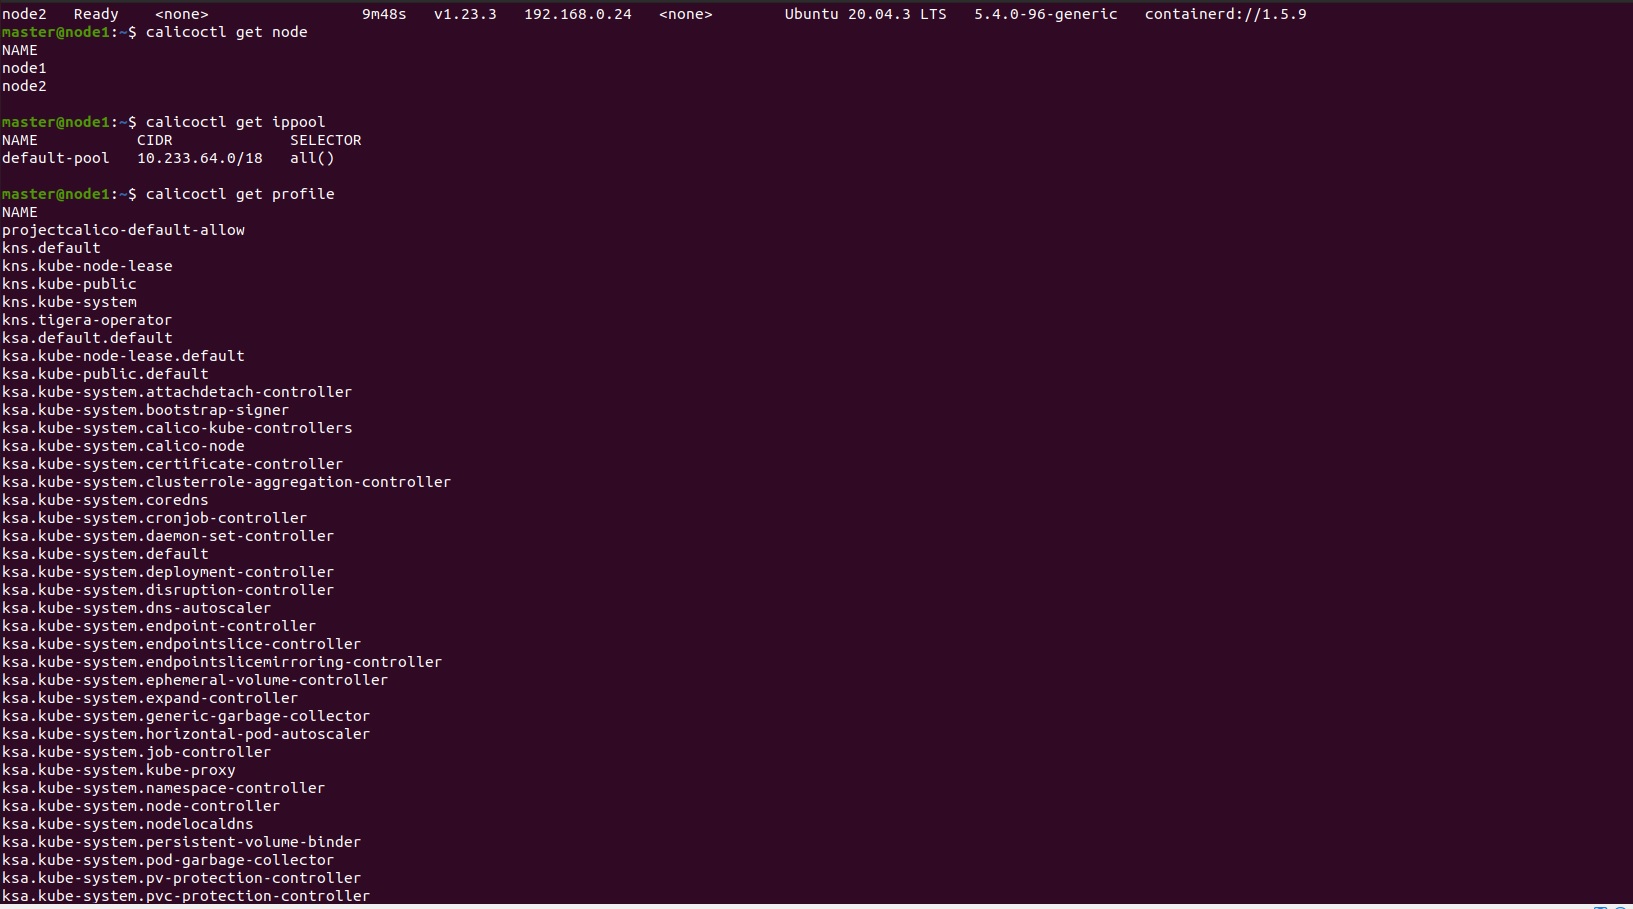 node2   Ready    <none>                 9m48s   v1.23.3   192.168.0.24   <none>        Ubuntu 20.04.3 LTS   5.4.0-96-generic   containerd://1.5.9
master@node1:~$ calicoctl get node
NAME
node1
node2
master@node1:~$ calicoctl get ippool
NAME           CIDR             SELECTOR
default-pool   10.233.64.0/18   all()
master@node1:~$ calicoctl get profile
NAME
projectcalico-default-allow
kns.default
kns.kube-node-lease
kns.kube-public
kns.kube-system
kns.tigera-operator
ksa.default.default
ksa.kube-node-lease.default
ksa.kube-public.default
ksa.kube-system.attachdetach-controller
ksa.kube-system.bootstrap-signer
ksa.kube-system.calico-kube-controllers
ksa.kube-system.calico-node
ksa.kube-system.certificate-controller
ksa.kube-system.clusterrole-aggregation-controller
ksa.kube-system.coredns
ksa.kube-system.cronjob-controller
ksa.kube-system.daemon-set-controller
ksa.kube-system.default
ksa.kube-system.deployment-controller
ksa.kube-system.disruption-controller
ksa.kube-system.dns-autoscaler
ksa.kube-system.endpoint-controller
ksa.kube-system.endpointslice-controller
ksa.kube-system.endpointslicemirroring-controller
ksa.kube-system.ephemeral-volume-controller
ksa.kube-system.expand-controller
ksa.kube-system.generic-garbage-collector
ksa.kube-system.horizontal-pod-autoscaler
ksa.kube-system.job-controller
ksa.kube-system.kube-proxy
ksa.kube-system.namespace-controller
ksa.kube-system.node-controller
ksa.kube-system.nodelocaldns
ksa.kube-system.persistent-volume-binder
ksa.kube-system.pod-garbage-collector
ksa.kube-system.pv-protection-controller
ksa.kube-system.pvc-protection-controller